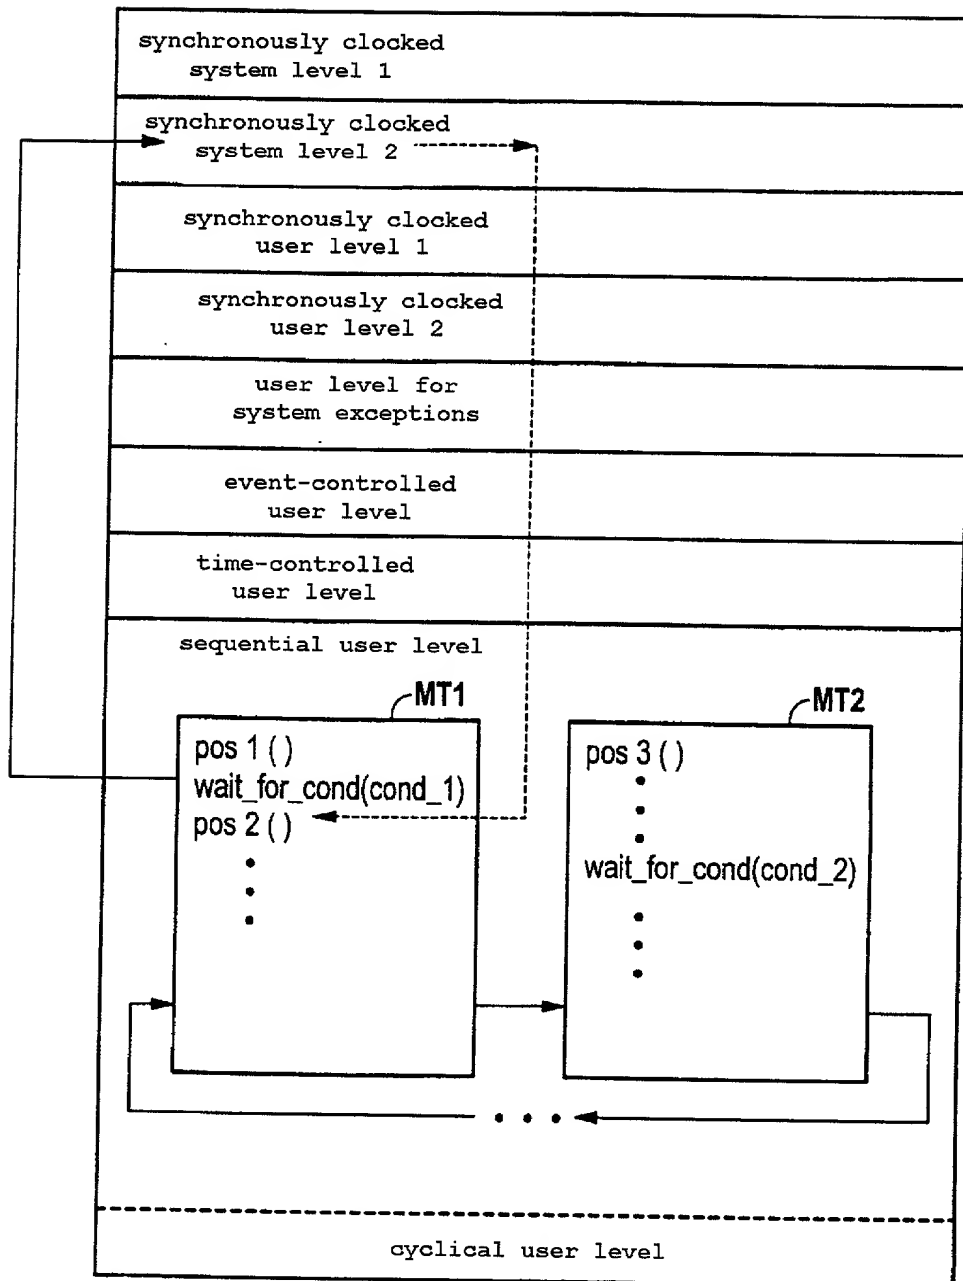 synchronously clocked
system level 1
synchronously clocked
system level 2
synchronously clocked
user level 1
synchronously clocked
user level 2
user level for
system exceptions
event-controlled
user level
time-controlled
user level
sequential user level
MT1
pos 1 ( )
wait_for_cond(cond_1)
pos 2 ( )
MT2
pos 3 ( )
wait_for_cond(cond_2)
cyclical user level